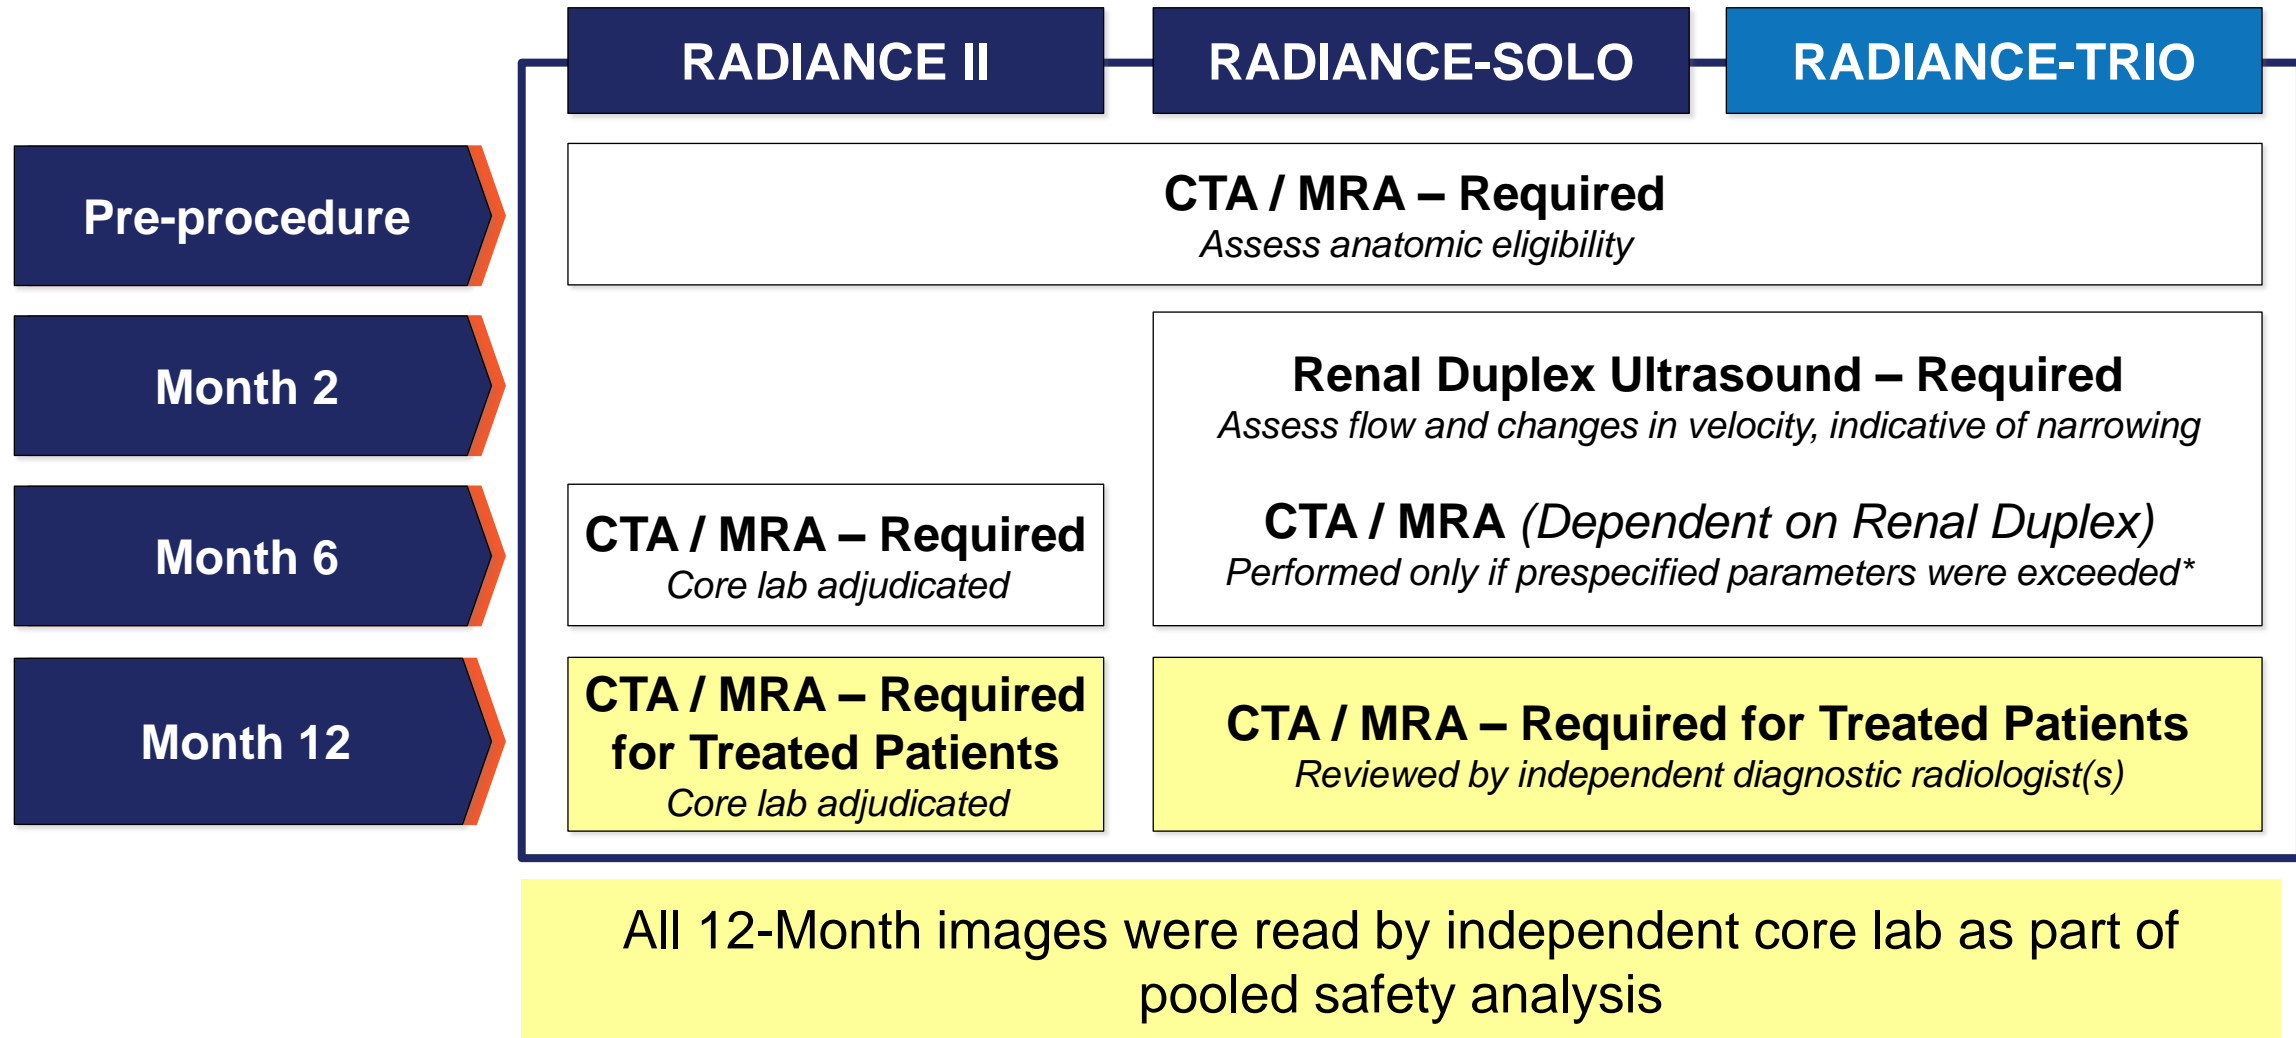 RADIANCE II
RADIANCE-SOLO
RADIANCE-TRIO
Pre-procedure
CTA / MRA – Required
Assess anatomic eligibility
Month 2
Renal Duplex Ultrasound – Required
Assess flow and changes in velocity, indicative of narrowing
Month 6
CTA / MRA – Required
Core lab adjudicated
CTA / MRA (Dependent on Renal Duplex)
Performed only if prespecified parameters were exceeded*
Month 12
CTA / MRA – Required
for Treated Patients
Core lab adjudicated
CTA / MRA – Required for Treated Patients
Reviewed by independent diagnostic radiologist(s)
All 12-Month images were read by independent core lab as part of
pooled safety analysis